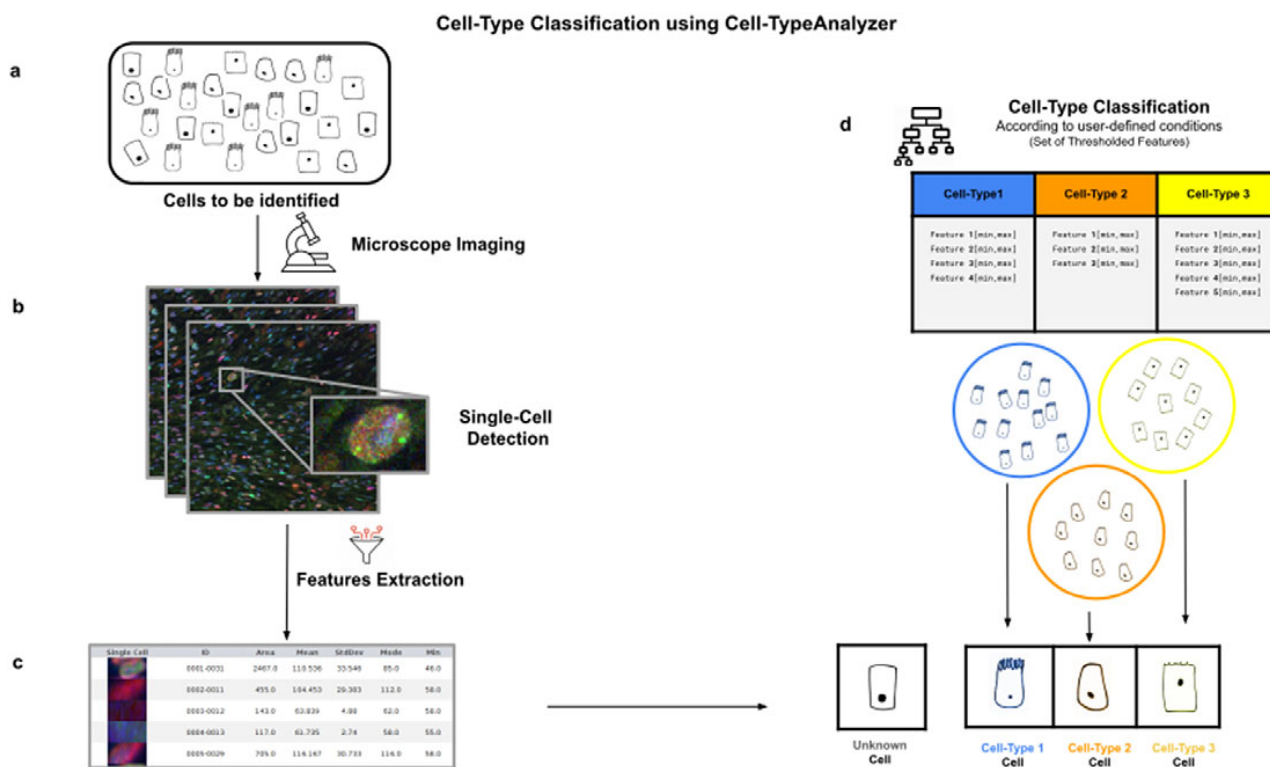 Cell-Type Classification using Cell-TypeAnalyzer
a
Cells to be identified
Microscope Imaging
b
Single-Cell
Detection
Features Extraction
c
Single Cell ID Area Mean StdDev Mode Min
0001-0031 2467.0 110.536 33.546 85.0 46.0
0002-0011 455.0 104.453 29.303 112.0 58.0
0003-0012 143.0 63.839 4.88 62.0 58.0
0004-0013 117.0 61.735 2.74 58.0 55.0
0005-0029 705.0 116.167 30.733 116.0 58.0
d
Cell-Type Classification
According to user-defined conditions
(Set of Thresholded Features)
Cell-Type1 Cell-Type 2 Cell-Type 3
Feature 1[min,max] Feature 1[min,max] Feature 1[min,max]
Feature 2[min,max] Feature 2[min,max] Feature 2[min,max]
Feature 3[min,max] Feature 3[min,max] Feature 3[min,max]
Feature 4[min,max] Feature 4[min,max]
Feature 5[min,max]
Unknown
Cell
Cell-Type 1
Cell
Cell-Type 2
Cell
Cell-Type 3
Cell